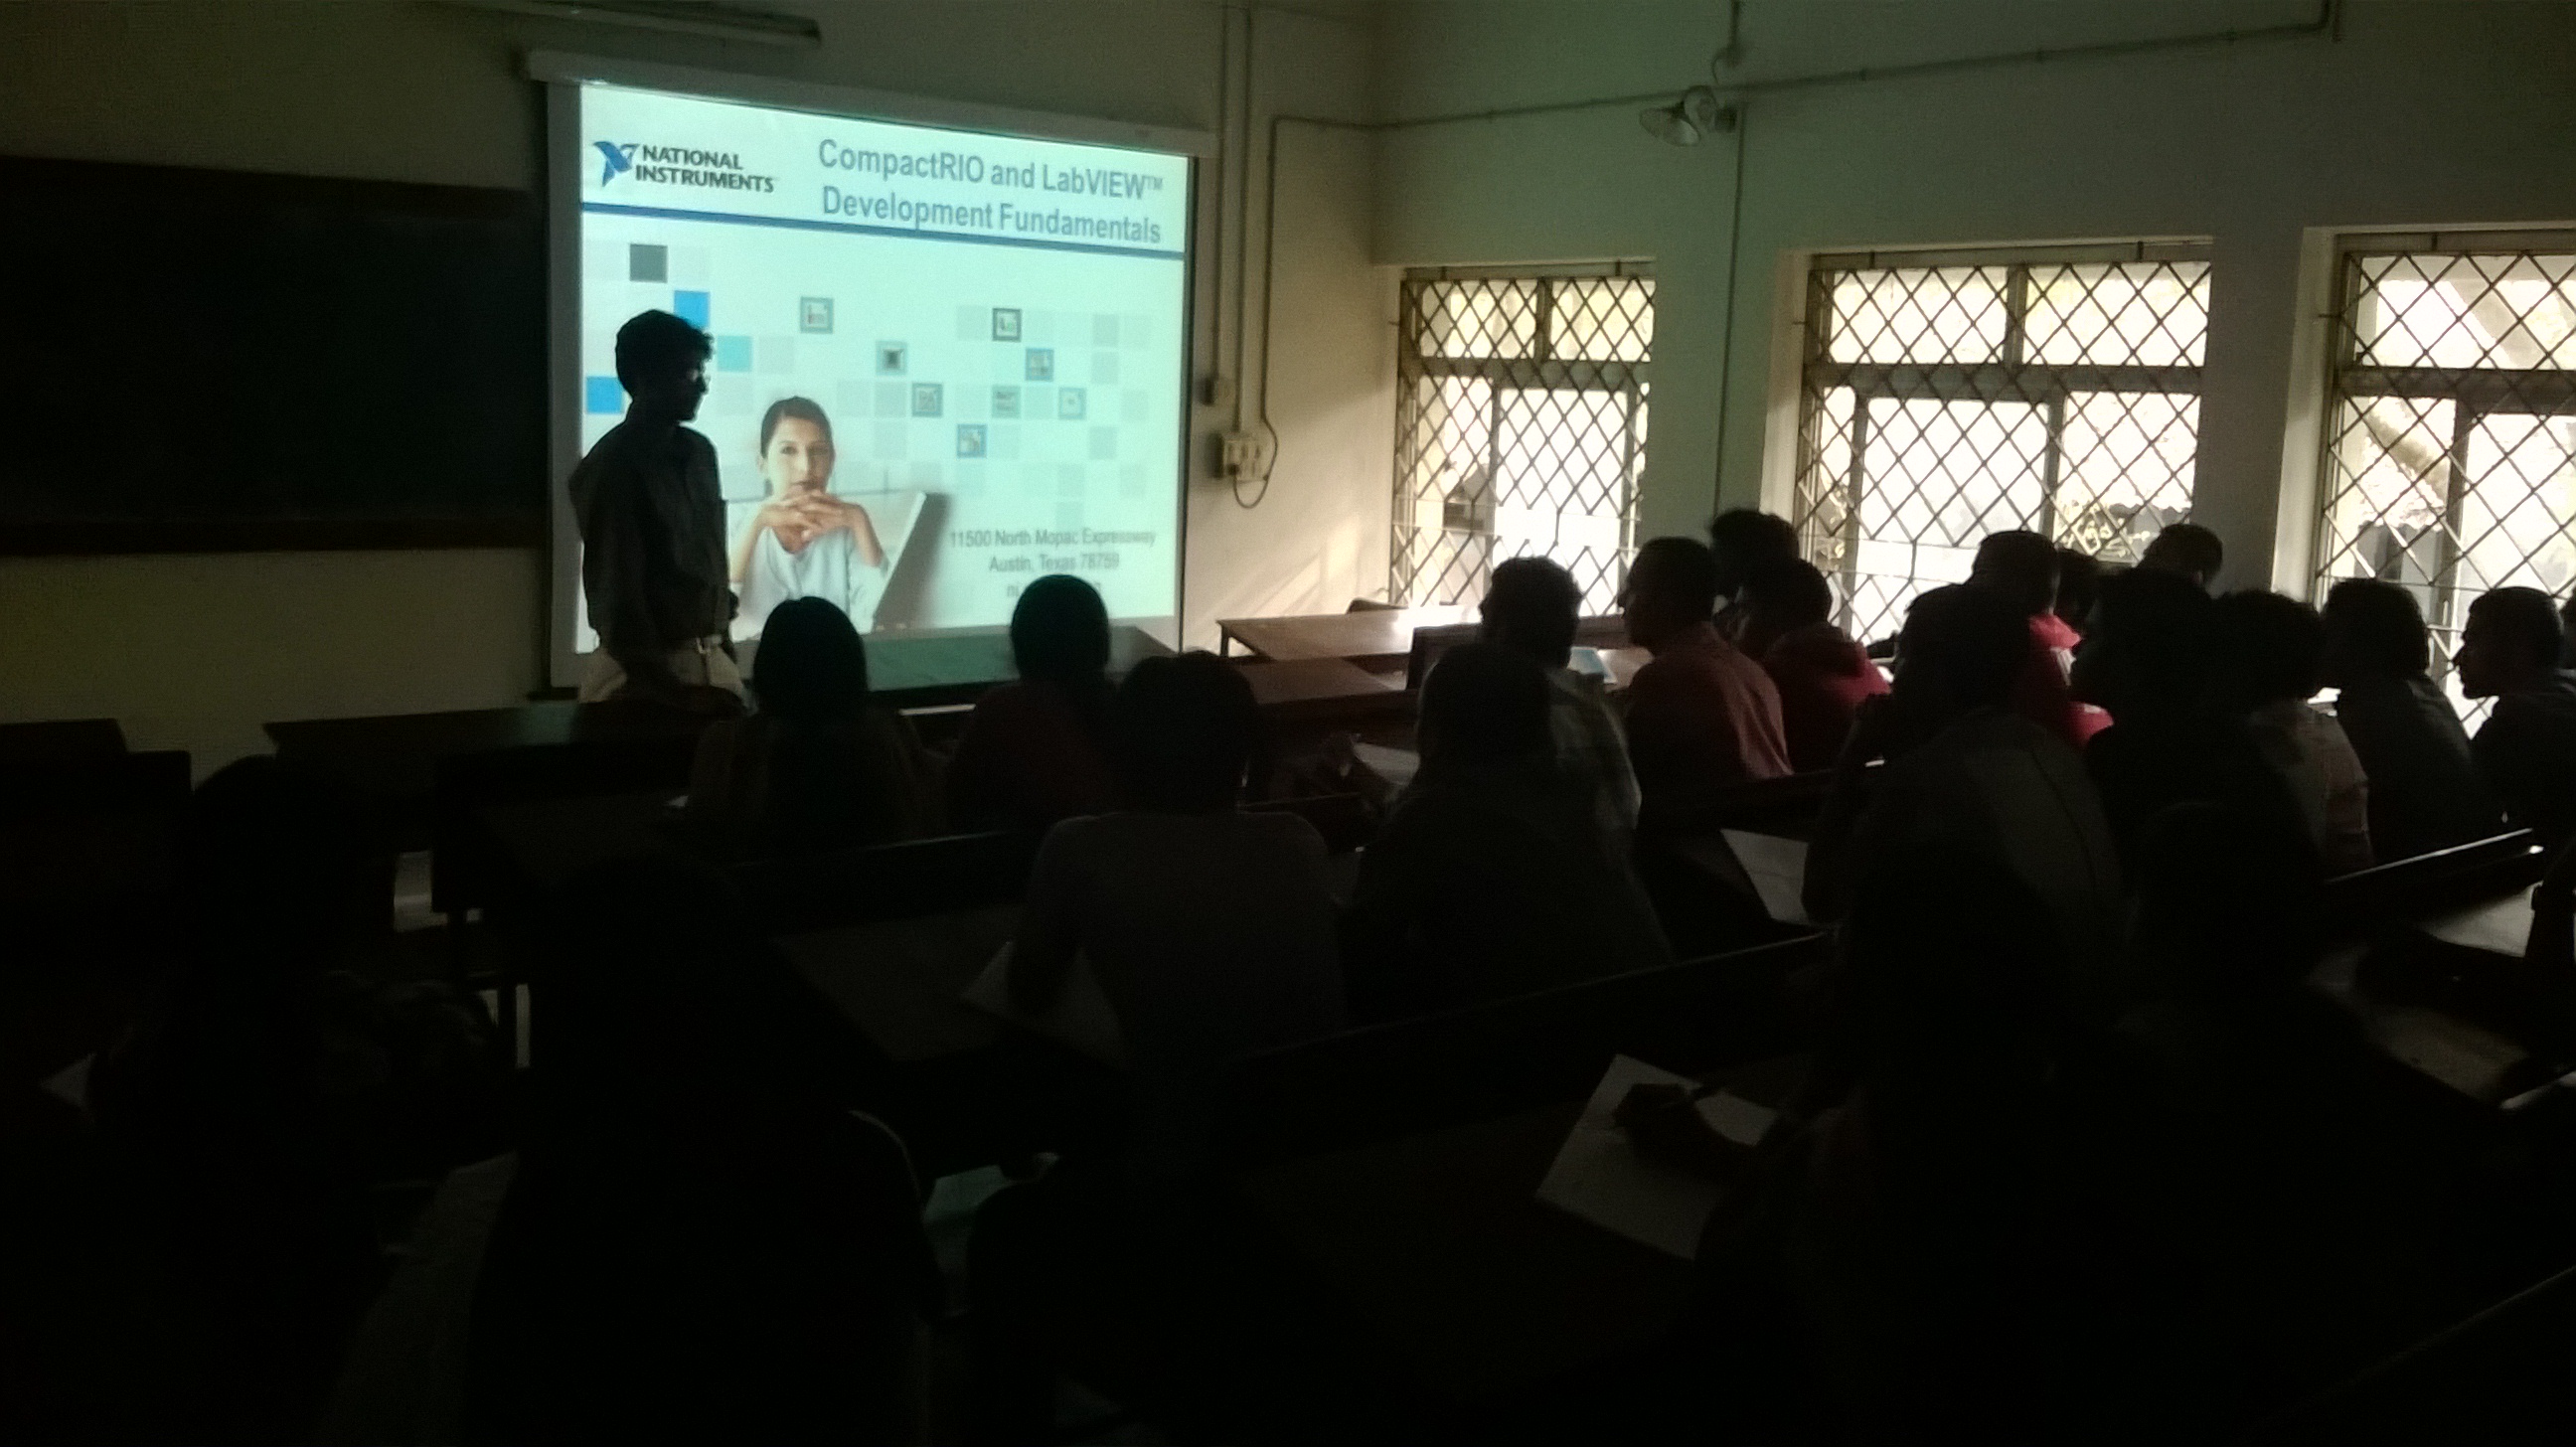 NATIONAL
INSTRUMENTS
CompactRIO and LabVIEW™
Development Fundamentals
11500 North Mopac Expressway
Austin, Texas 78759